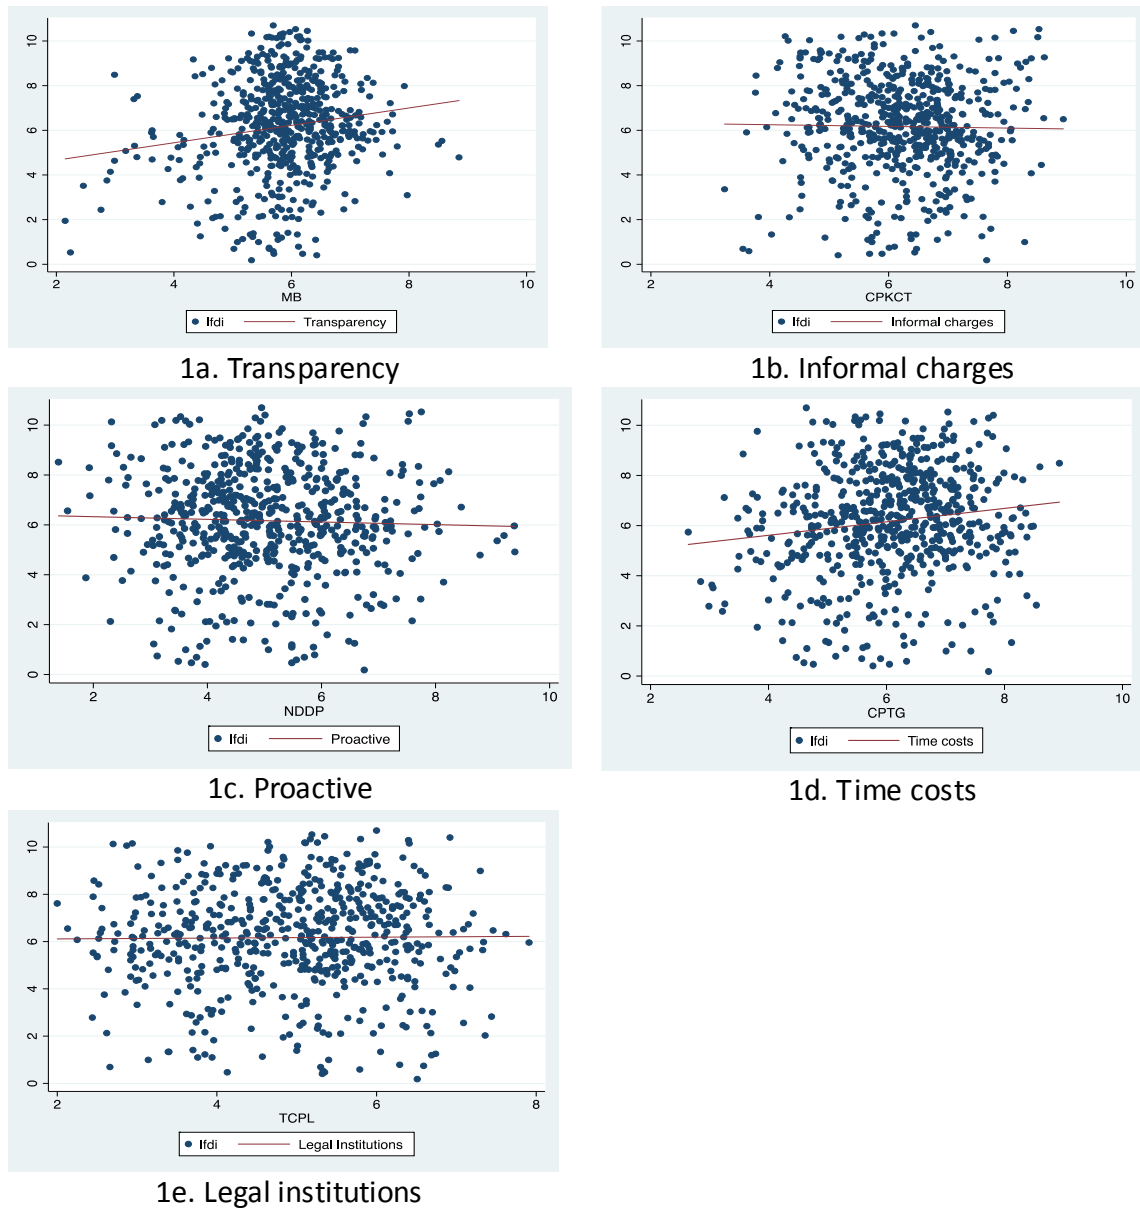 0 2 4 6 8 10
2 4 6 8 10
MB
lfdi Transparency
1a. Transparency
0 2 4 6 8 10
2 4 6 8 10
CPKCT
lfdi Informal charges
1b. Informal charges
0 2 4 6 8 10
2 4 6 8 10
NDDP
lfdi Proactive
1c. Proactive
0 2 4 6 8 10
2 4 6 8 10
CPTG
lfdi Time costs
1d. Time costs
0 2 4 6 8 10
2 4 6 8
TCPL
lfdi Legal Institutions
1e. Legal institutions